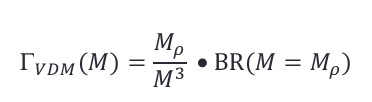 Γ_{VDM}(M) = \frac{M_ρ}{M^3} • BR(M = M_ρ)